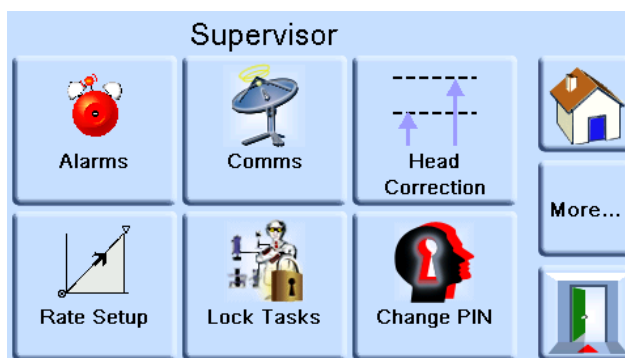 Supervisor
Alarms
Comms
Head
Correction
More...
Rate Setup
Lock Tasks
Change PIN